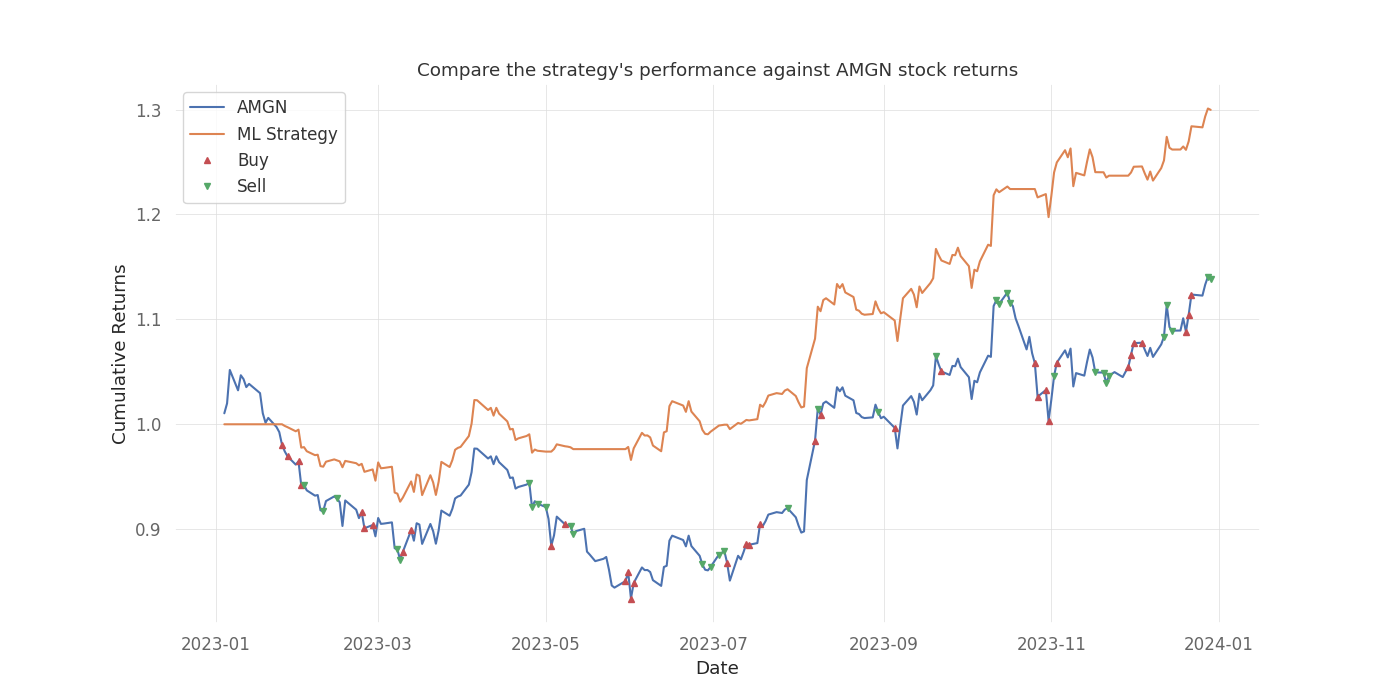 Compare the strategy's performance against AMGN stock returns
AMGN
ML Strategy
Buy
Sell
Cumulative Returns
1.3
1.2
1.1
1.0
0.9
2023-01
2023-03
2023-05
2023-07
2023-09
2023-11
2024-01
Date